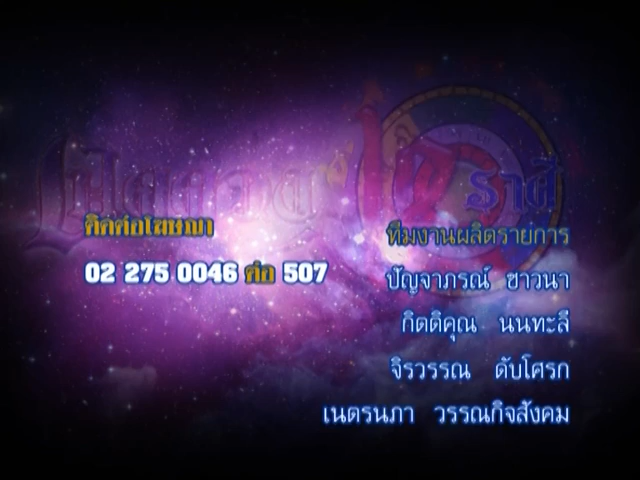 ราศี
ติดต่อโฆษณา
02 275 0046 ต่อ 507
ทีมงานผลิตรายการ
ปัญจาภรณ์ ชาวนา
กิตติคุณ นนทะลี
จิรวรรณ ดับโศรก
เนตรนภา วรรณกิจสังคม